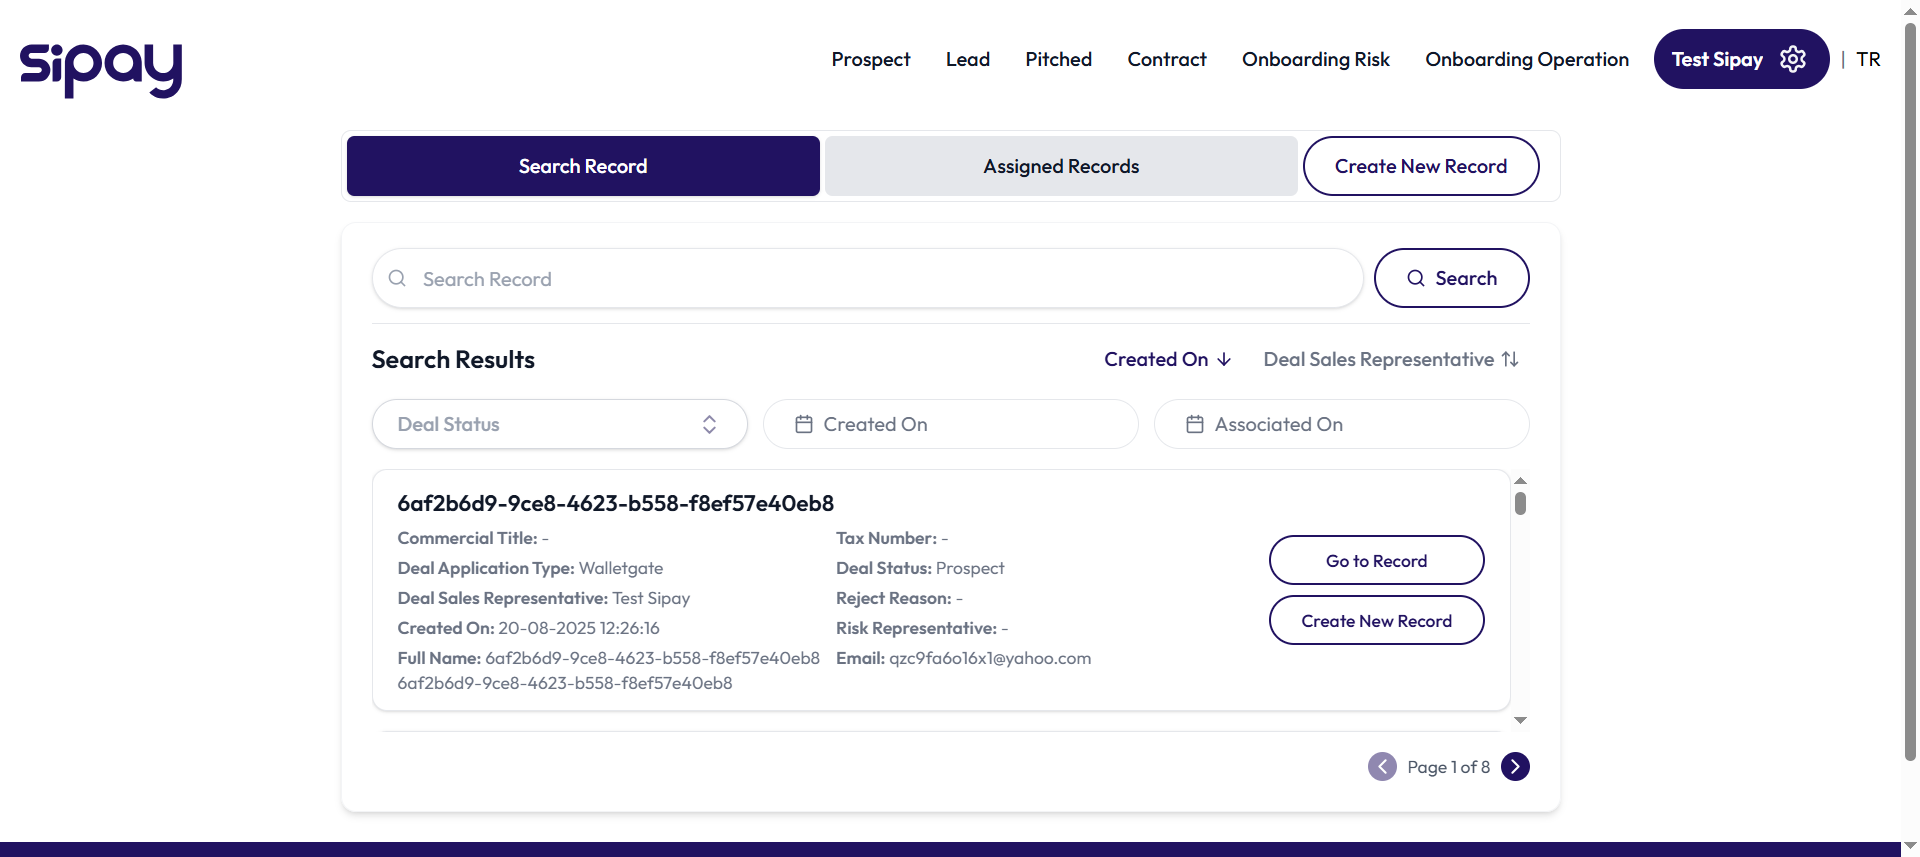 sipay
Prospect Lead Pitched Contract Onboarding Risk Onboarding Operation Test Sipay | TR
Search Record Assigned Records Create New Record
Search Record Search
Search Results Created On Deal Sales Representative
Deal Status Created On Associated On
6af2b6d9-9ce8-4623-b558-f8ef57e40eb8
Commercial Title: - Tax Number: -
Deal Application Type: Walletgate Deal Status: Prospect
Deal Sales Representative: Test Sipay Reject Reason: -
Created On: 20-08-2025 12:26:16 Risk Representative: -
Full Name: 6af2b6d9-9ce8-4623-b558-f8ef57e40eb8 Email: qzc9fa6o16x1@yahoo.com
6af2b6d9-9ce8-4623-b558-f8ef57e40eb8
Go to Record
Create New Record
Page 1 of 8